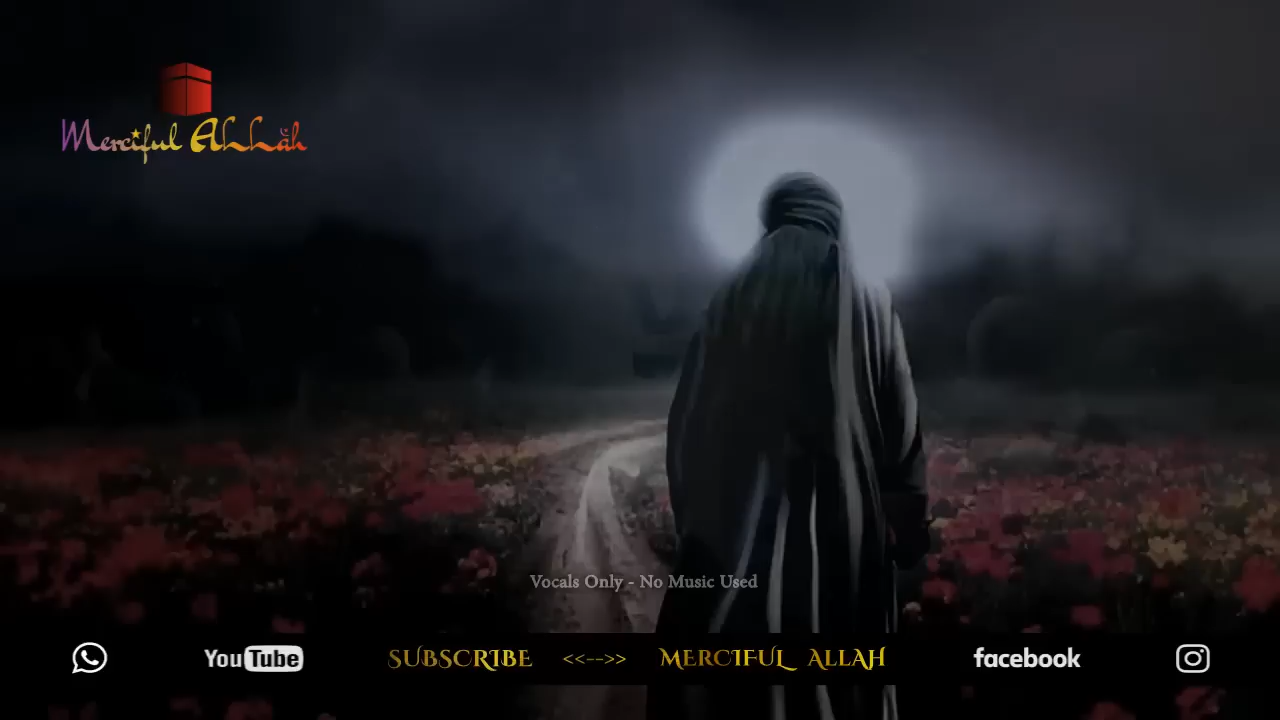 Merciful Allah
Vocals Only - No Music Used
YouTube SUBSCRIBE <<-->> MERCIFUL ALLAH facebook